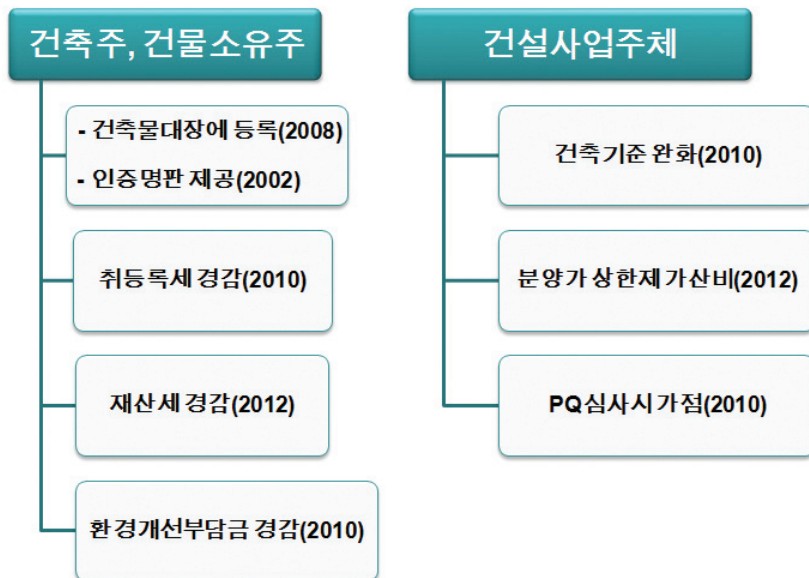 건축주, 건물소유주
- 건축물대장에 등록(2008)
- 인증명판 제공(2002)
취등록세 경감(2010)
재산세 경감(2012)
환경개선부담금 경감(2010)
건설사업주체
건축기준 완화(2010)
분양가 상한제 가산비(2012)
PQ심사시 가점(2010)